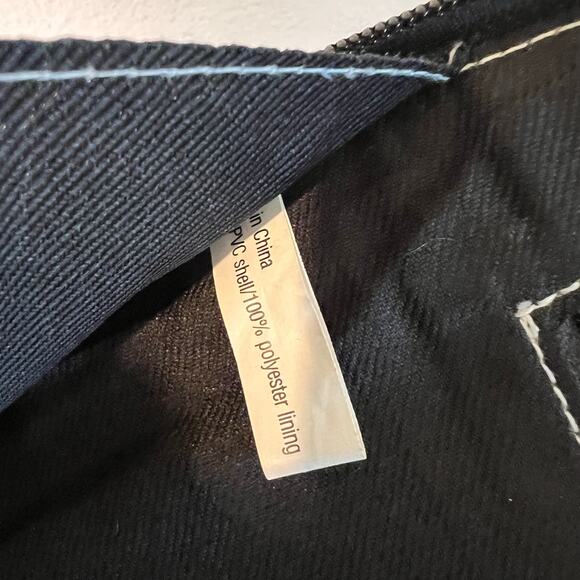 in China
PVC shell/100% polyester lining